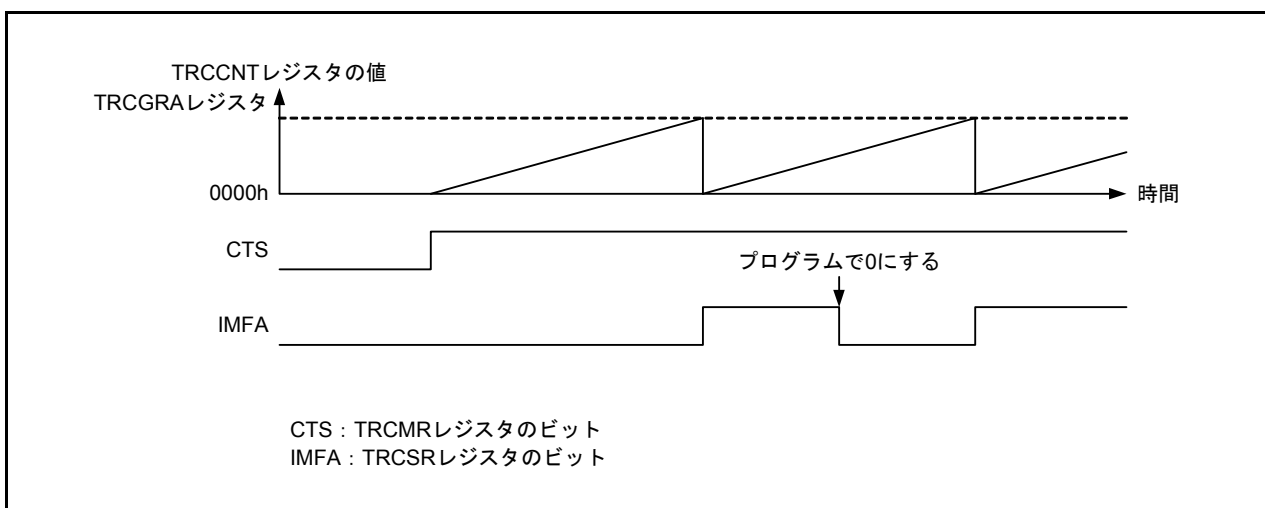 TRCCNTレジスタの値
TRCGRAレジスタ
0000h
時間
CTS
プログラムで0にする
IMFA
CTS：TRCMRレジスタのビット
IMFA：TRCSRレジスタのビット